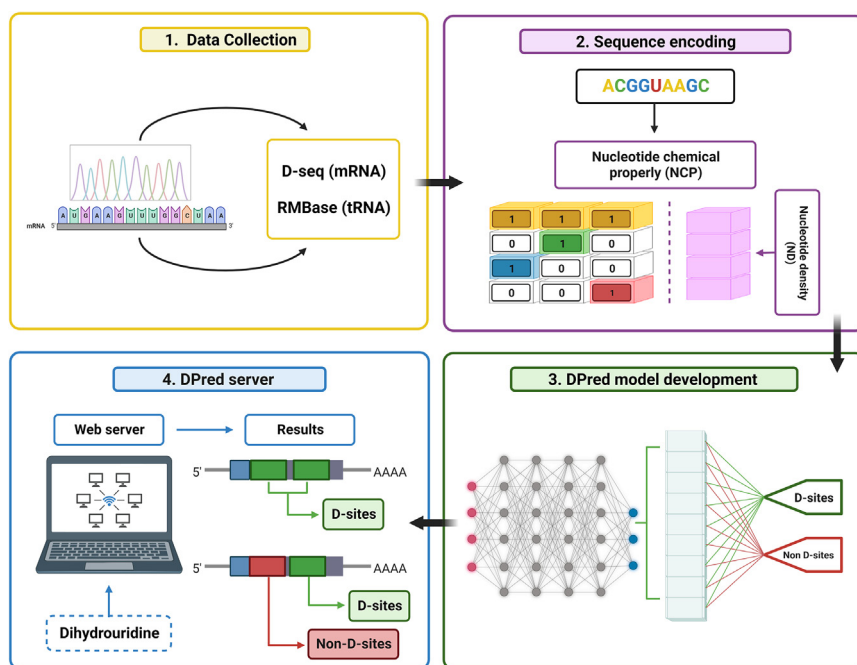 1. Data Collection
D-seq (mRNA)
RMBase (tRNA)
mRNA 5' A U G A A G U U U G G C U A A 3'
2. Sequence encoding
ACGGUAAGC
Nucleotide chemical
properly (NCP)
1 1 1
0 1 0
1 0 0
0 0 1
Nucleotide density
(ND)
3. DPred model development
D-sites
Non D-sites
4. DPred server
Web server
Results
5' AAAA
D-sites
5' AAAA
D-sites
Non-D-sites
Dihydrouridine